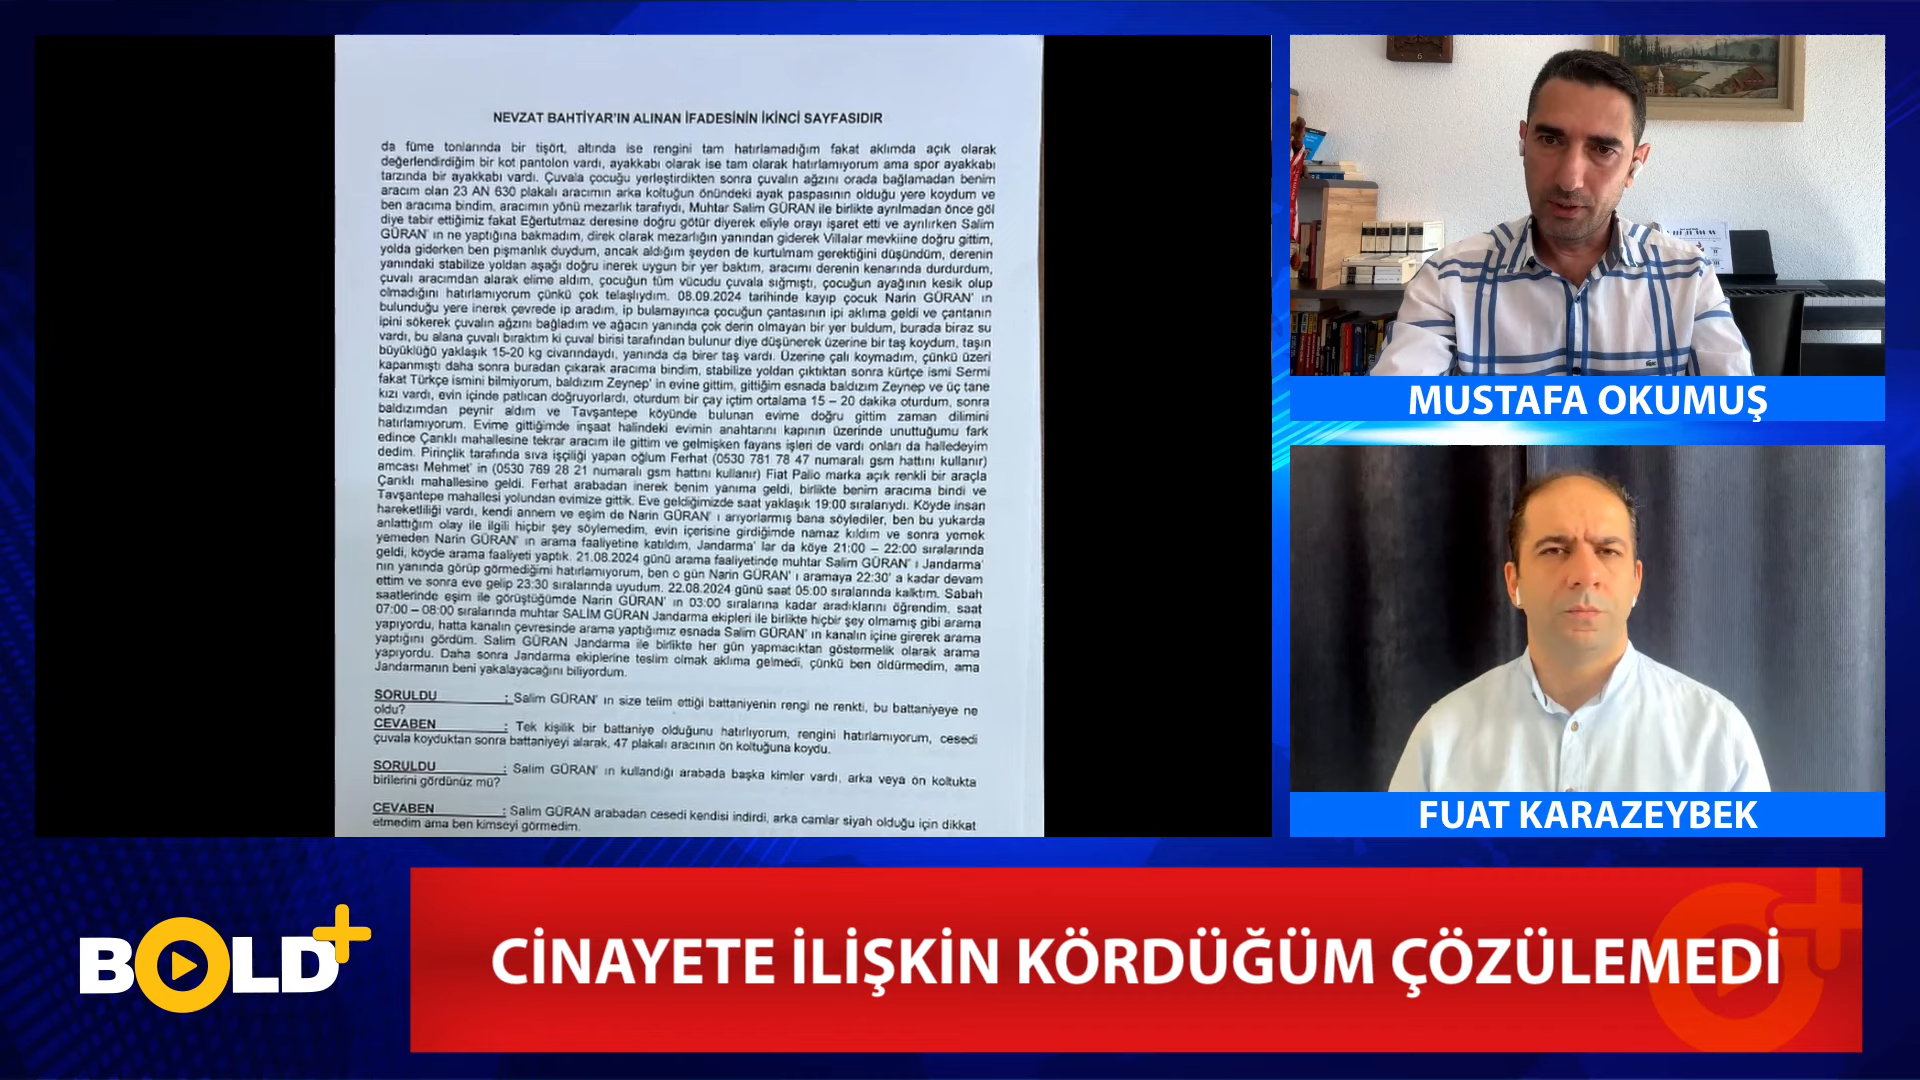 NEVZAT BAHTİYAR'IN ALINAN İFADESİNİN İKİNCİ SAYFASIDIR
da füme tonlarında bir tişört, altında ise rengini tam hatırlamadığım fakat aklımda açık olarak
değerlendirdiğim bir kot pantolon vardı, ayakkabı olarak ise tam olarak hatırlamıyorum ama spor ayakkabı
tarzında bir ayakkabı vardı. Çuvala çocuğu yerleştirdikten sonra çuvalın ağzını orada bağlamadan benim
aracım olan 23 AN 630 plakalı aracımın arka koltuğun önündeki ayak paspasının olduğu yere koydum ve
ben aracıma bindim, aracımın yönü mezarlık tarafıydı, Muhtar Salim GÜRAN ile birlikte ayrılmadan önce göl
diye tabir ettiğimiz fakat Eğertutmaz deresine doğru götür diyerek eliyle orayı işaret etti ve ayrılırken Salim
GÜRAN' ın ne yaptığına bakmadım, direk olarak mezarlığın yanından giderek Villalar mevkiine doğru gittim,
yolda giderken ben pişmanlık duydum, ancak aldığım şeyden de kurtulmam gerektiğini düşündüm, derenin
yanındaki stabilize yoldan aşağı doğru inerek uygun bir yer baktım, aracımı derenin kenarında durdurdum,
çuvalı aracımdan alarak elime aldım, çocuğun tüm vücudu çuvala sığmıştı, çocuğun ayağının kesik olup
olmadığını hatırlamıyorum çünkü çok telaşlıydım. 08.09.2024 tarihinde kayıp çocuk Narin GÜRAN' ın
bulunduğu yere inerek çevrede ip aradım, ip bulamayınca çocuğun çantasının ipi aklıma geldi ve çantanın
ipini sökerek çuvalın ağzını bağladım ve ağacın yanında çok derin olmayan bir yer buldum, burada biraz su
vardı, bu alana çuvalı bıraktım ki çuval birisi tarafından bulunur diye düşünerek üzerine bir taş koydum, taşın
büyüklüğü yaklaşık 15-20 kg civarındaydı, yanında da birer taş vardı. Üzerine çalı koymadım, çünkü üzeri
kapanmıştı daha sonra buradan çıkarak aracıma bindim, stabilize yoldan çıktıktan sonra kürtçe ismi Sermi
fakat Türkçe ismini bilmiyorum, baldızım Zeynep' in evine gittim, gittiğim esnada baldızım Zeynep ve üç tane
kızı vardı, evin içinde patlıcan doğruyorlardı, oturdum bir çay içtim ortalama 15 – 20 dakika oturdum, sonra
baldızımdan peynir aldım ve Tavşantepe köyünde bulunan evime doğru gittim zaman dilimini
hatırlamıyorum. Evime gittiğimde inşaat halindeki evimin anahtarını kapının üzerinde unuttuğumu fark
edince Çarıklı mahallesine tekrar aracım ile gittim ve gelmişken fayans işleri de vardı onları da halledeyim
dedim. Pirinçlik tarafında sıva işçiliği yapan oğlum Ferhat (0530 781 78 47 numaralı gsm hattını kullanır)
amcası Mehmet' in (0530 769 28 21 numaralı gsm hattını kullanır) Fiat Palio marka açık renkli bir araçla
Çarıklı mahallesine geldi. Ferhat arabadan inerek benim yanıma geldi, birlikte benim aracıma bindi ve
Tavşantepe mahallesi yolundan evimize gittik. Eve geldiğimizde saat yaklaşık 19:00 sıralarıydı. Köyde insan
hareketliliği vardı, kendi annem ve eşim de Narin GÜRAN' ı arıyorlarmış bana söylediler, ben bu yukarda
anlattığım olay ile ilgili hiçbir şey söylemedim, evin içerisine girdiğimde namaz kıldım ve sonra yemek
yemeden Narin GÜRAN' ın arama faaliyetine katıldım, Jandarma' lar da köye 21:00 – 22:00 sıralarında
geldi, köyde arama faaliyeti yaptık. 21.08.2024 günü arama faaliyetinde muhtar Salim GÜRAN' ı Jandarma'
nın yanında görüp görmediğimi hatırlamıyorum, ben o gün Narin GÜRAN' ı aramaya 22:30' a kadar devam
ettim ve sonra eve gelip 23:30 sıralarında uyudum. 22.08.2024 günü saat 05:00 sıralarında kalktım. Sabah
saatlerinde eşim ile görüştüğümde Narin GÜRAN' ın 03:00 sıralarına kadar aradıklarını öğrendim, saat
07:00 – 08:00 sıralarında muhtar SALİM GÜRAN Jandarma ekipleri ile birlikte hiçbir şey olmamış gibi arama
yapıyordu, hatta kanalın çevresinde arama yaptığımız esnada Salim GÜRAN' ın kanalın içine girerek arama
yaptığını gördüm. Salim GÜRAN Jandarma ile birlikte her gün yapmacıktan göstermelik olarak arama
yapıyordu. Daha sonra Jandarma ekiplerine teslim olmak aklıma gelmedi, çünkü ben öldürmedim, ama
Jandarmanın beni yakalayacağını biliyordum.
SORULDU : Salim GÜRAN' ın size telim ettiği battaniyenin rengi ne renkti, bu battaniyeye ne
oldu?
CEVABEN : Tek kişilik bir battaniye olduğunu hatırlıyorum, rengini hatırlamıyorum, cesedi
çuvala koyduktan sonra battaniyeyi alarak, 47 plakalı aracının ön koltuğuna koydu.
SORULDU : Salim GÜRAN' ın kullandığı arabada başka kimler vardı, arka veya ön koltukta
birilerini gördünüz mü?
CEVABEN : Salim GÜRAN arabadan cesedi kendisi indirdi, arka camlar siyah olduğu için dikkat
etmedim ama ben kimseyi görmedim.
MUSTAFA OKUMUŞ
FUAT KARAZEYBEK
BOLD+
CİNAYETE İLİŞKİN KÖRDÜĞÜM ÇÖZÜLEMEDİ